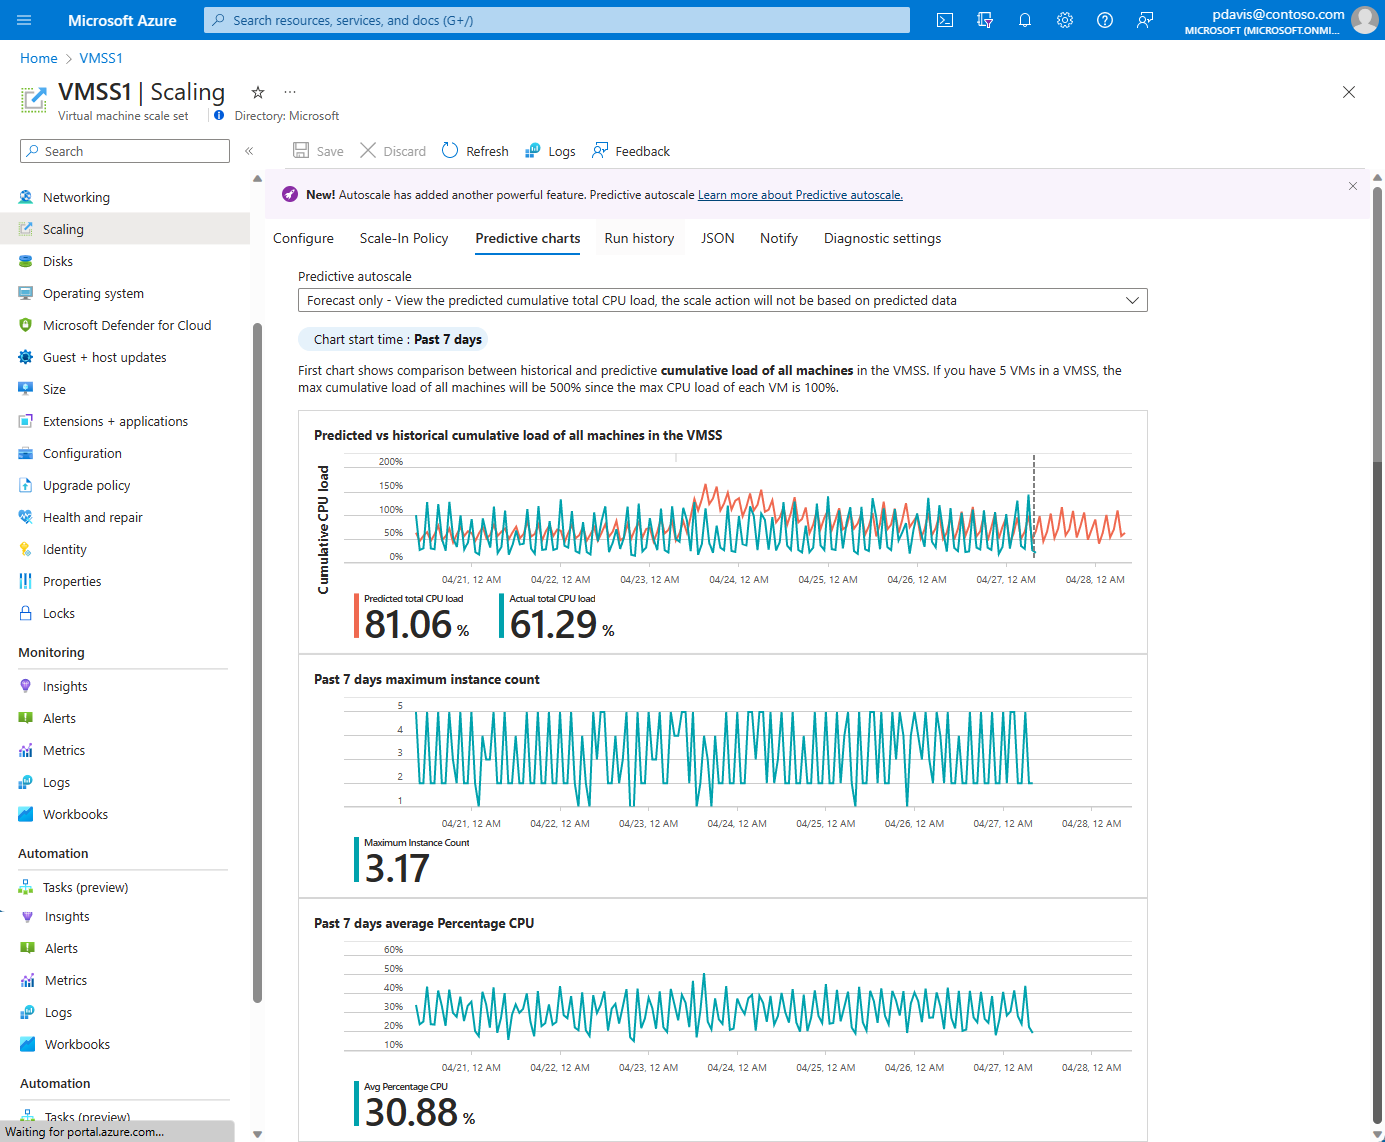 Microsoft Azure
Search resources, services, and docs (G+/)
pdavis@contoso.com
MICROSOFT (MICROSOFT.ONMI...
Home > VMSS1
VMSS1 | Scaling
Virtual machine scale set
Directory: Microsoft
Search
Save
Discard
Refresh
Logs
Feedback
Networking
Scaling
Disks
Operating system
Microsoft Defender for Cloud
Guest + host updates
Size
Extensions + applications
Configuration
Upgrade policy
Health and repair
Identity
Properties
Locks
Monitoring
Insights
Alerts
Metrics
Logs
Workbooks
Automation
Tasks (preview)
Insights
Alerts
Metrics
Logs
Workbooks
Automation
Tasks (preview)
Waiting for portal.azure.com...
New! Autoscale has added another powerful feature. Predictive autoscale Learn more about Predictive autoscale.
Configure
Scale-In Policy
Predictive charts
Run history
JSON
Notify
Diagnostic settings
Predictive autoscale
Forecast only - View the predicted cumulative total CPU load, the scale action will not be based on predicted data
Chart start time : Past 7 days
First chart shows comparison between historical and predictive cumulative load of all machines in the VMSS. If you have 5 VMs in a VMSS, the
max cumulative load of all machines will be 500% since the max CPU load of each VM is 100%.
Predicted vs historical cumulative load of all machines in the VMSS
Cumulative CPU load
200%
150%
100%
50%
0%
04/21, 12 AM
04/22, 12 AM
04/23, 12 AM
04/24, 12 AM
04/25, 12 AM
04/26, 12 AM
04/27, 12 AM
04/28, 12 AM
Predicted total CPU load
81.06 %
Actual total CPU load
61.29 %
Past 7 days maximum instance count
5
4
3
2
1
04/21, 12 AM
04/22, 12 AM
04/23, 12 AM
04/24, 12 AM
04/25, 12 AM
04/26, 12 AM
04/27, 12 AM
04/28, 12 AM
Maximum Instance Count
3.17
Past 7 days average Percentage CPU
60%
50%
40%
30%
20%
10%
04/21, 12 AM
04/22, 12 AM
04/23, 12 AM
04/24, 12 AM
04/25, 12 AM
04/26, 12 AM
04/27, 12 AM
04/28, 12 AM
Avg Percentage CPU
30.88 %